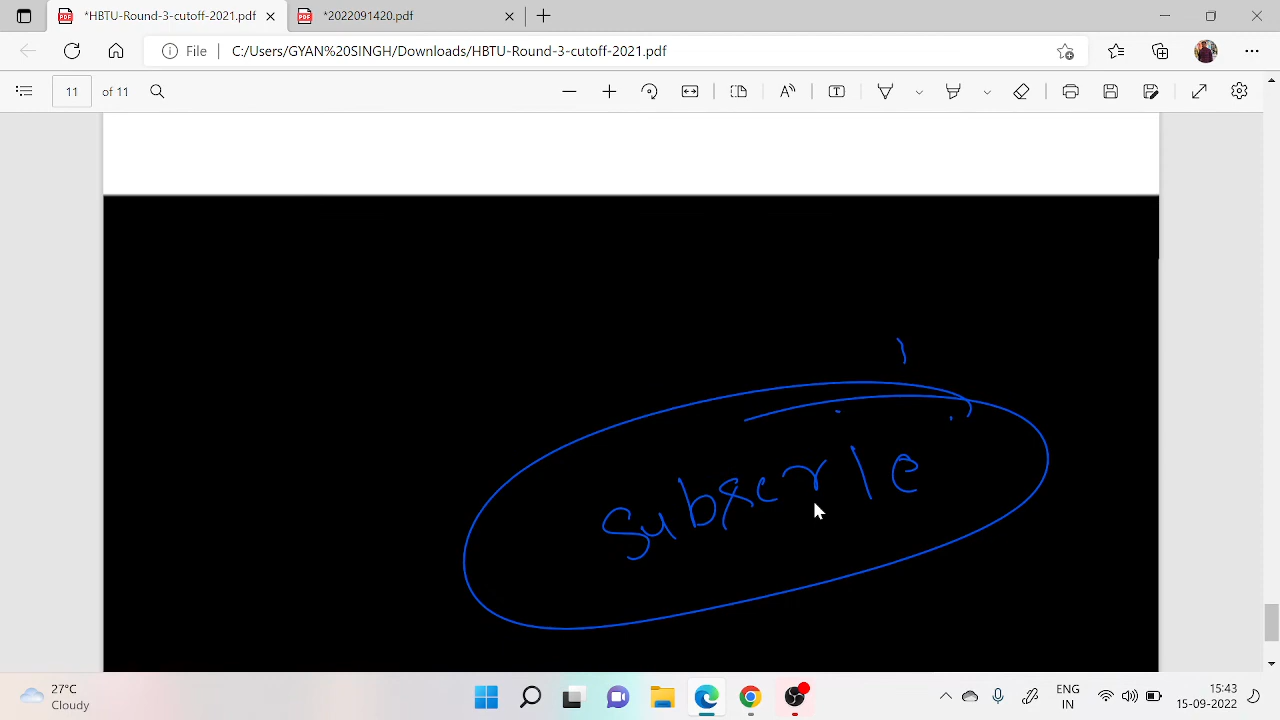 *HBTU-Round-3-cutoff-2021.pdf
*2022091420.pdf
File
C:/Users/GYAN%20SINGH/Downloads/HBTU-Round-3-cutoff-2021.pdf
11 of 11
subscrle
27°C
Cloudy
ENG
IN
15:43
15-09-2022